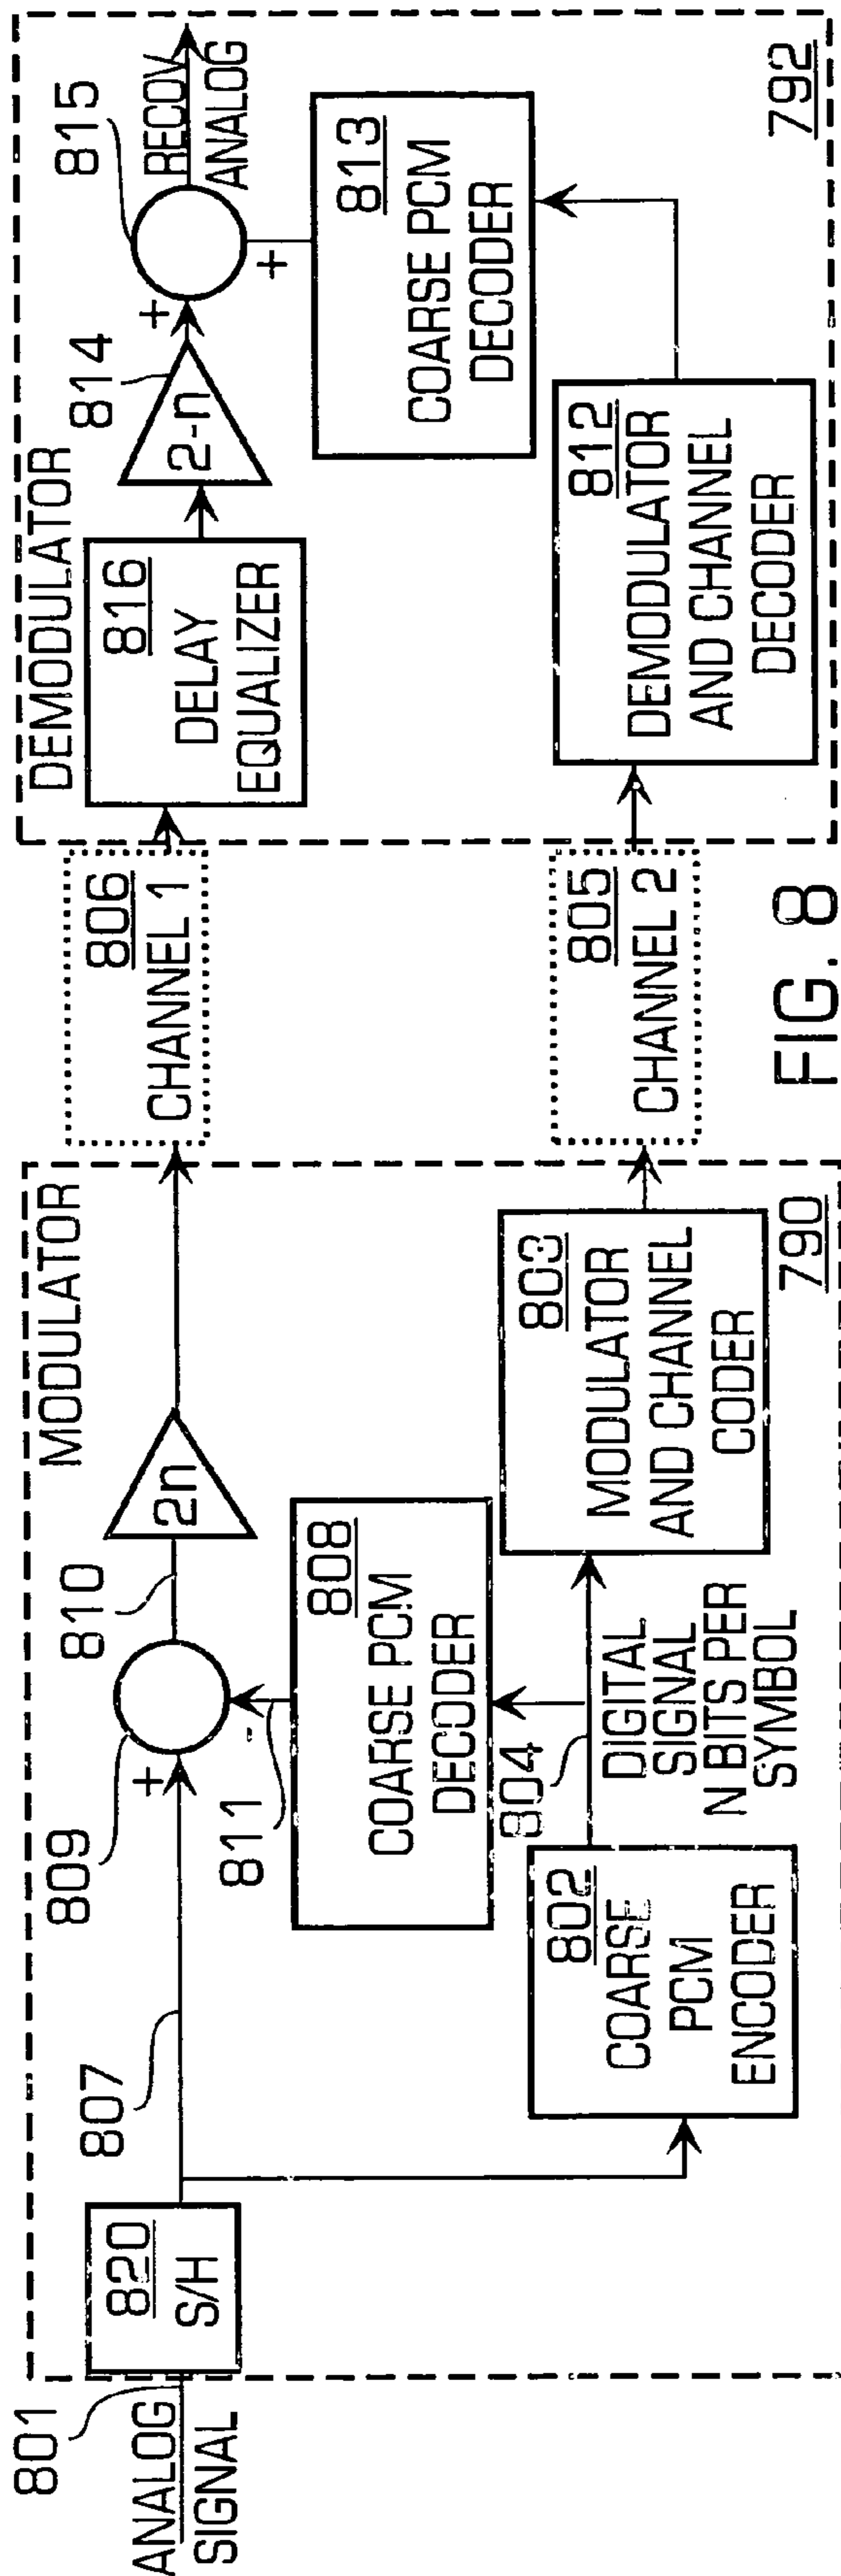 801
ANALOG
SIGNAL
820
S/H
807
MODULATOR
809
+
811
-
810
2n
808
COARSE PCM
DECODER
802
COARSE
PCM
ENCODER
804
DIGITAL
SIGNAL
N BITS PER
SYMBOL
803
MODULATOR
AND CHANNEL
CODER
790
806
CHANNEL 1
805
CHANNEL 2
FIG. 8
DEMODULATOR
816
DELAY
EQUALIZER
814
2-n
+
815
+
RECOV
ANALOG
813
COARSE PCM
DECODER
812
DEMODULATOR
AND CHANNEL
DECODER
792